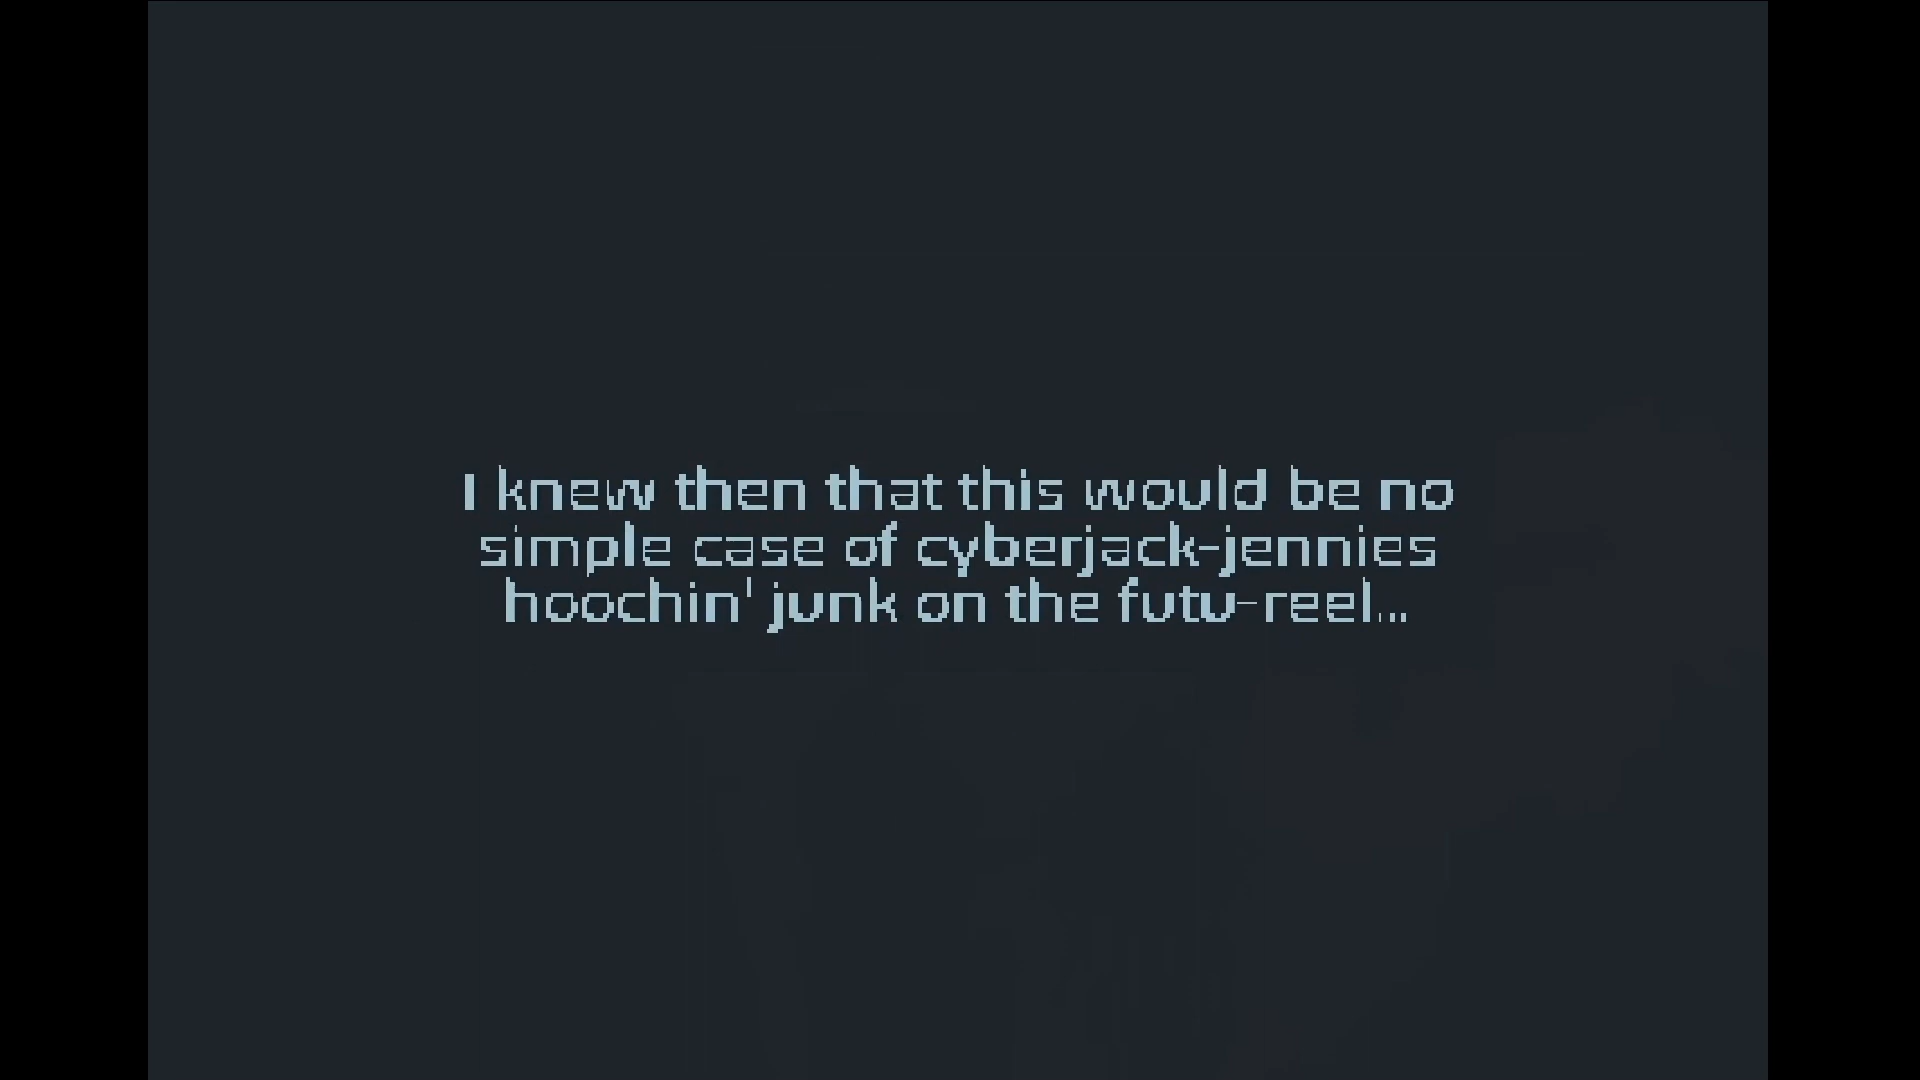 I knew then that this would be no
simple case of cyberjack-jennies
hoochin' junk on the futu-reel...